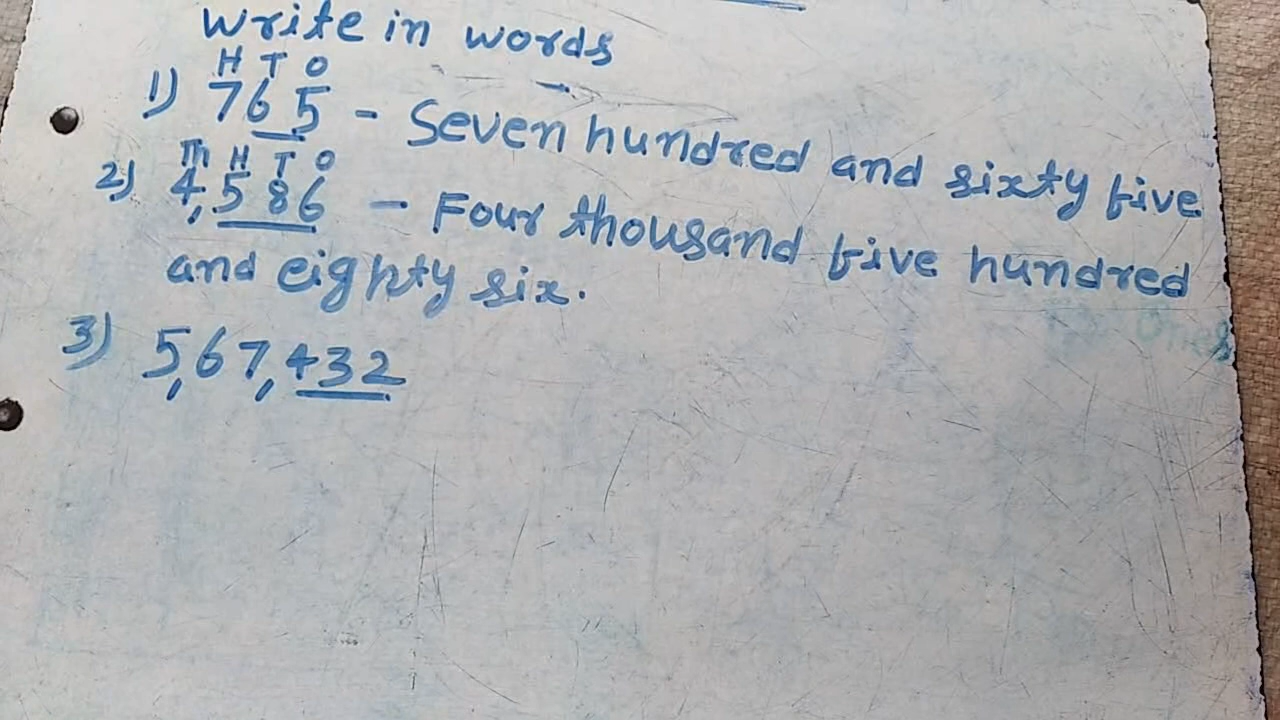 Write in words
H T O
1) 765 - Seven hundred and sixty five
Th H T O
2) 4,586 - Four thousand five hundred
and eighty six.
3) 5,67,432